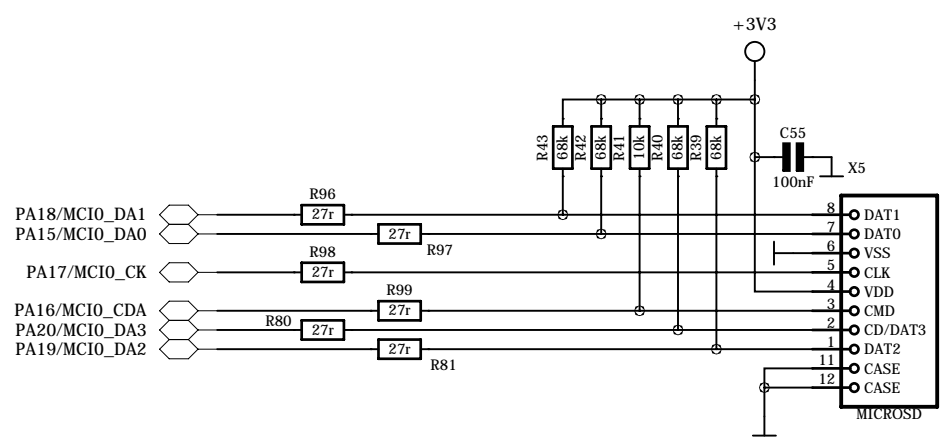 +3V3
R43
68k
R42
68k
R41
10k
R40
68k
R39
68k
C55
100nF
X5
PA18/MCI0_DA1
R96
27r
8
DAT1
PA15/MCI0_DA0
27r
R97
7
DAT0
6
VSS
PA17/MCI0_CK
R98
27r
5
CLK
4
VDD
PA16/MCI0_CDA
R99
27r
3
CMD
PA20/MCI0_DA3
R80
27r
2
CD/DAT3
PA19/MCI0_DA2
27r
R81
1
DAT2
11
CASE
12
CASE
MICROSD